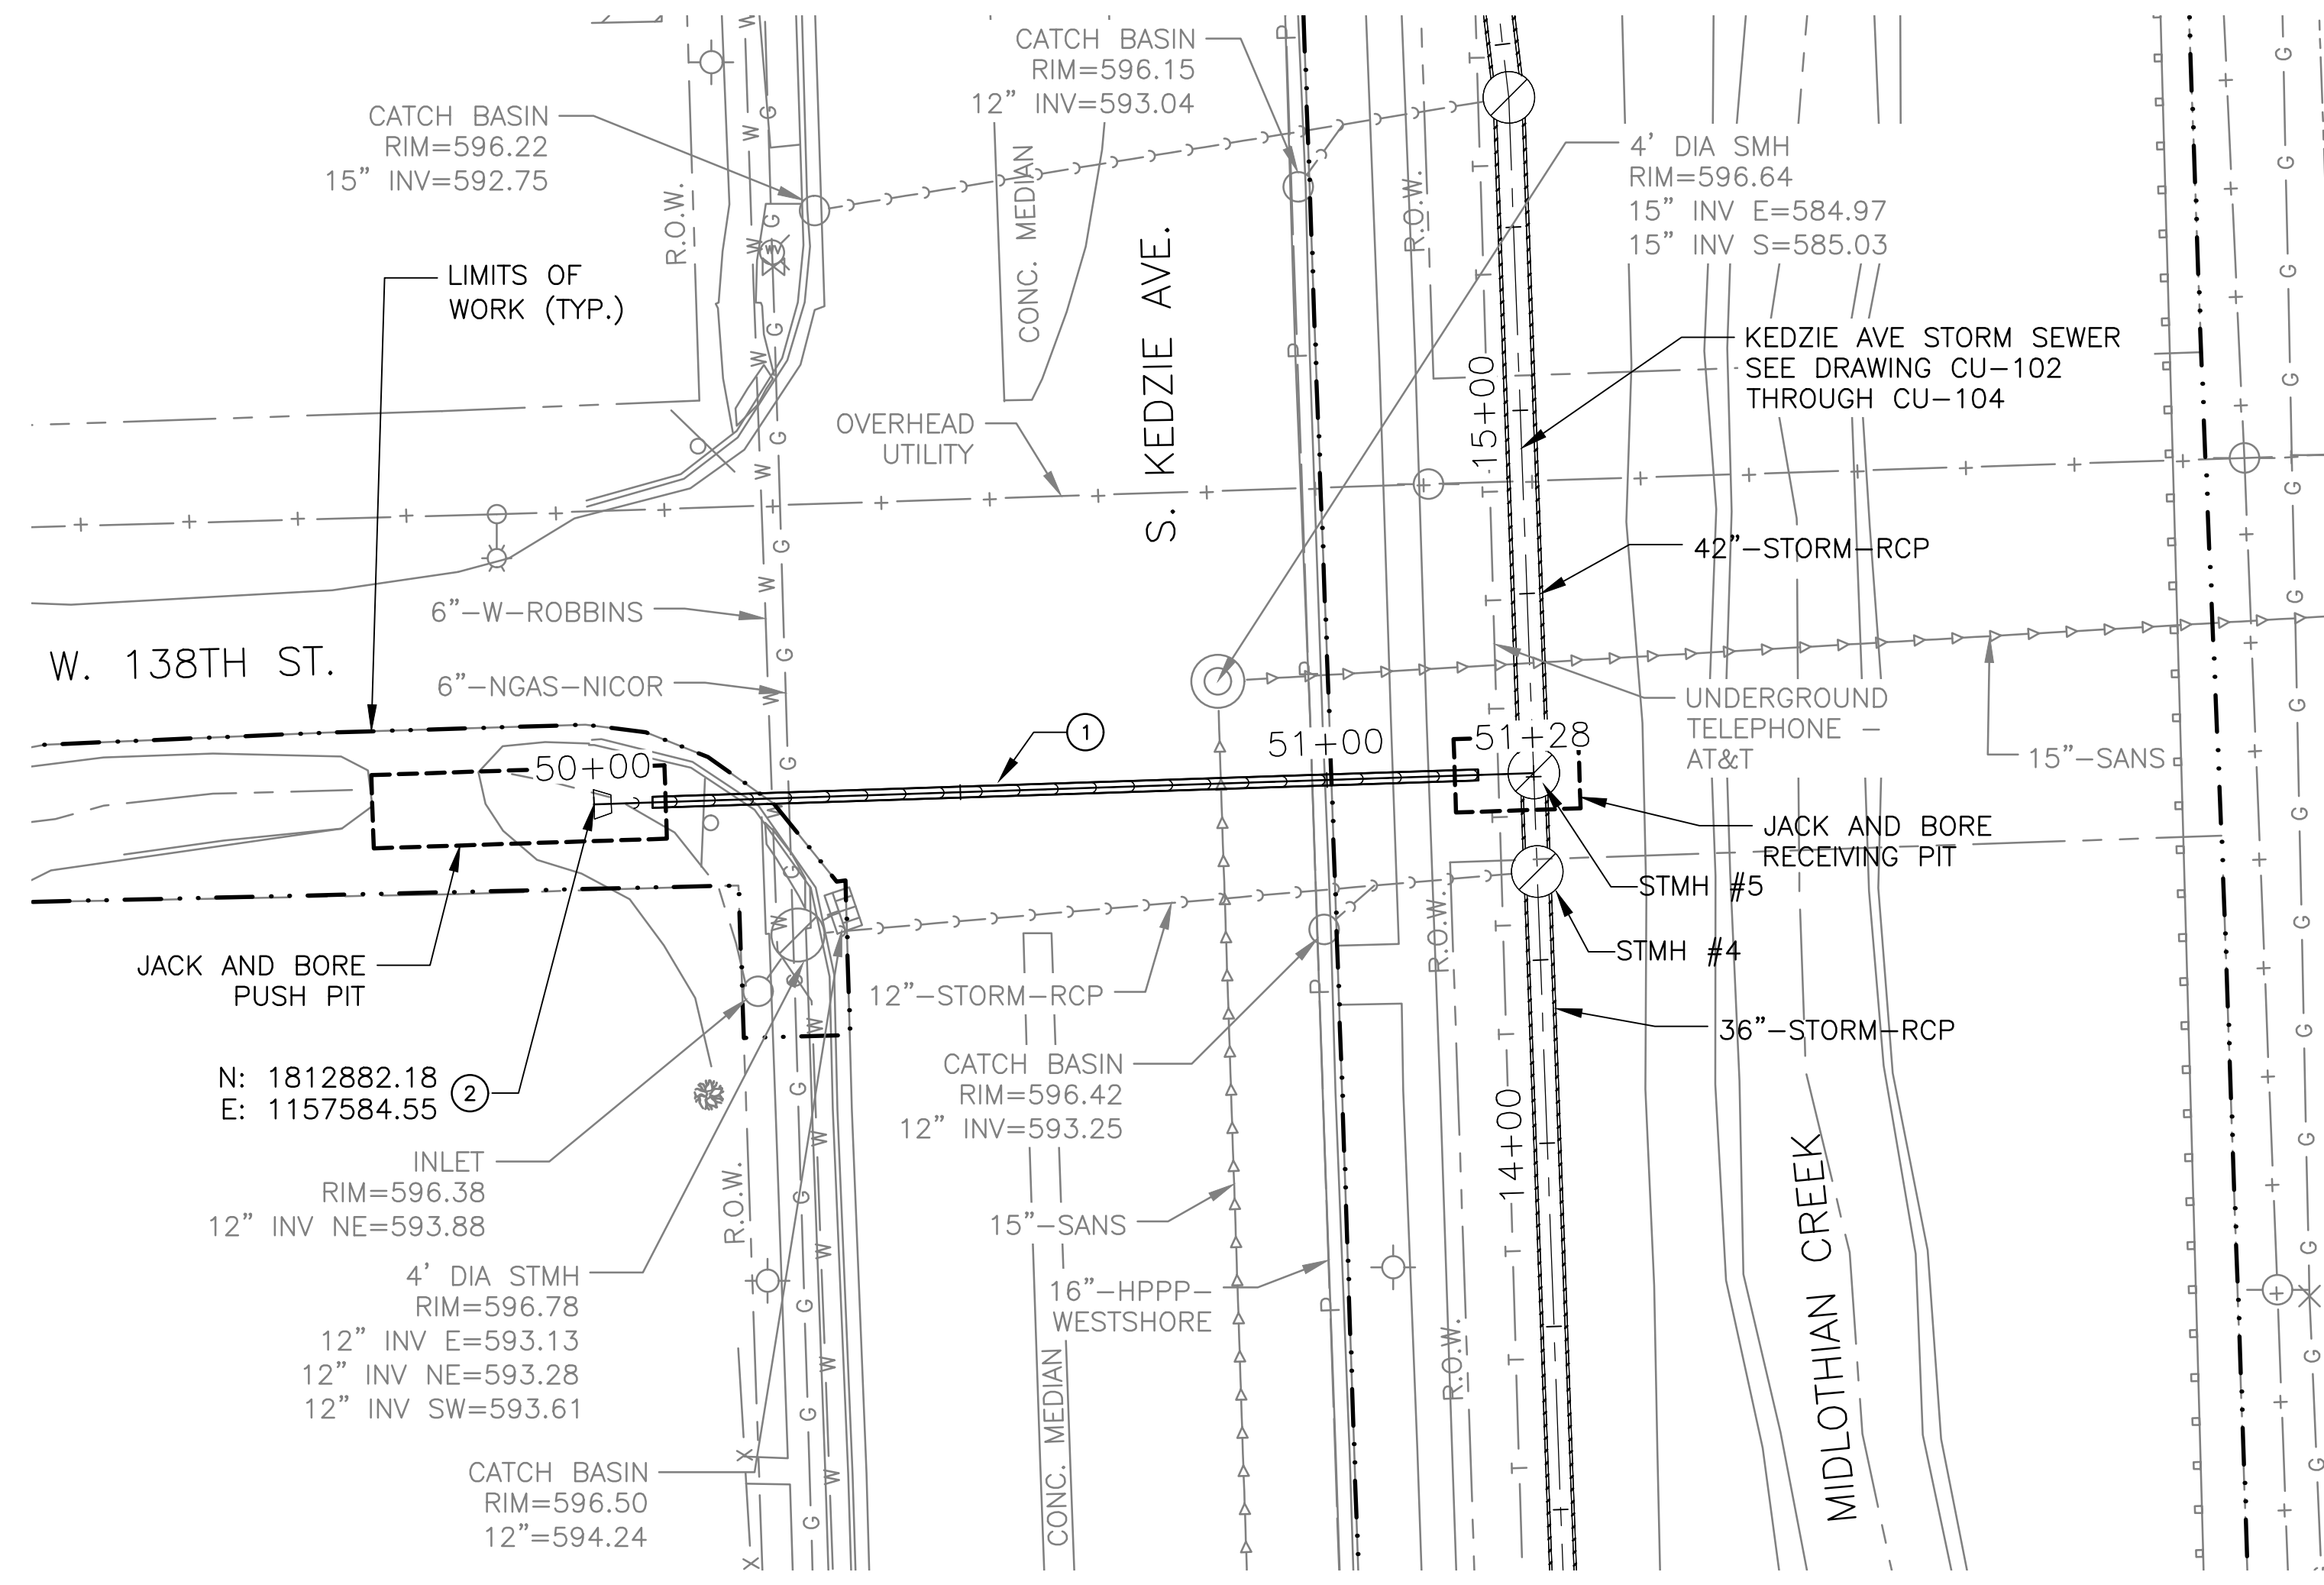 CATCH BASIN
RIM=596.15
12" INV=593.04
CATCH BASIN
RIM=596.22
15" INV=592.75
4' DIA SMH
RIM=596.64
15" INV E=584.97
15" INV S=585.03
R.O.W.
CONC. MEDIAN
S. KEDZIE AVE.
R.O.W.
LIMITS OF
WORK (TYP.)
KEDZIE AVE STORM SEWER
SEE DRAWING CU-102
THROUGH CU-104
15+00
OVERHEAD
UTILITY
42"-STORM-RCP
6"-W-ROBBINS
W. 138TH ST.
6"-NGAS-NICOR
UNDERGROUND
TELEPHONE -
AT&T
15"-SANS
1
50+00
51+00
51+28
JACK AND BORE
RECEIVING PIT
STMH #5
STMH #4
JACK AND BORE
PUSH PIT
12"-STORM-RCP
R.O.W.
36"-STORM-RCP
N: 1812882.18
E: 1157584.55
2
CATCH BASIN
RIM=596.42
12" INV=593.25
14+00
INLET
RIM=596.38
12" INV NE=593.88
R.O.W.
15"-SANS
MIDLOTHIAN CREEK
4' DIA STMH
RIM=596.78
12" INV E=593.13
12" INV NE=593.28
12" INV SW=593.61
16"-HPPP-
WESTSHORE
R.O.W.
CONC. MEDIAN
CATCH BASIN
RIM=596.50
12"=594.24